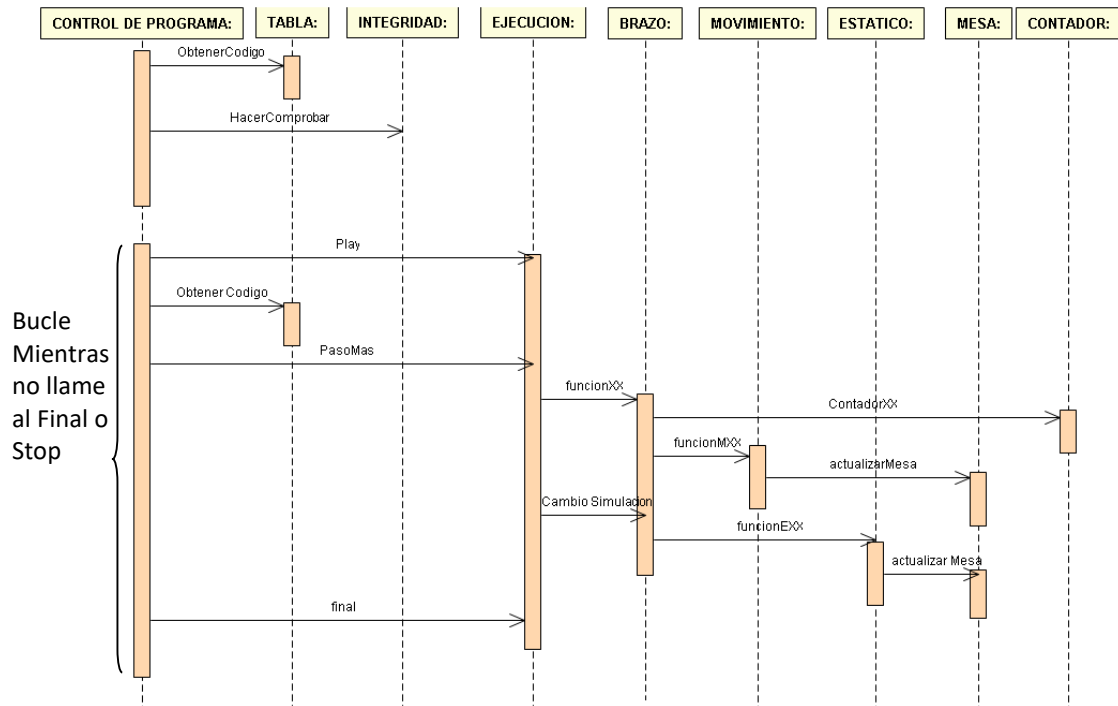 CONTROL DE PROGRAMA: TABLA: INTEGRIDAD: EJECUCION: BRAZO: MOVIMIENTO: ESTATICO: MESA: CONTADOR:
ObtenerCodigo
HacerComprobar
Play
Obtener Codigo
Bucle
Mientras
no llame
al Final o
Stop
PasoMas
funcionXX
ContadorXX
funcionMXX
actualizarMesa
Cambio Simulacion
funcionEXX
actualizar Mesa
final